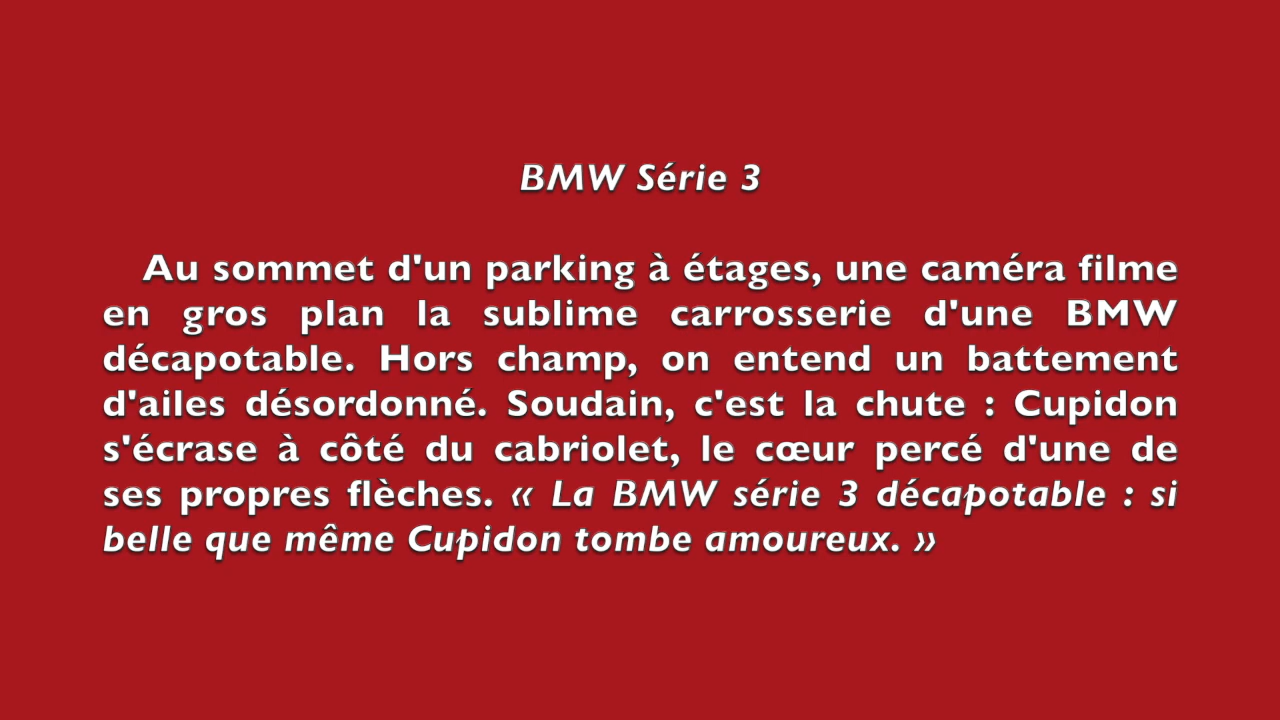 BMW Série 3
Au sommet d'un parking à étages, une caméra filme
en gros plan la sublime carrosserie d'une BMW
décapotable. Hors champ, on entend un battement
d'ailes désordonné. Soudain, c'est la chute : Cupidon
s'écrase à côté du cabriolet, le cœur percé d'une de
ses propres flèches. « La BMW série 3 décapotable : si
belle que même Cupidon tombe amoureux. »